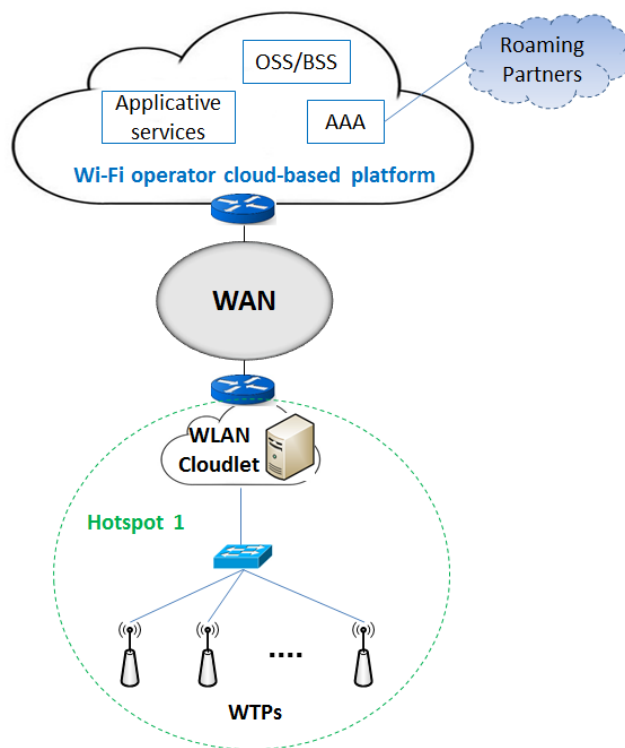 OSS/BSS
Roaming
Partners
Applicative
services
AAA
Wi-Fi operator cloud-based platform
WAN
WLAN
Cloudlet
Hotspot 1
....
WTPs